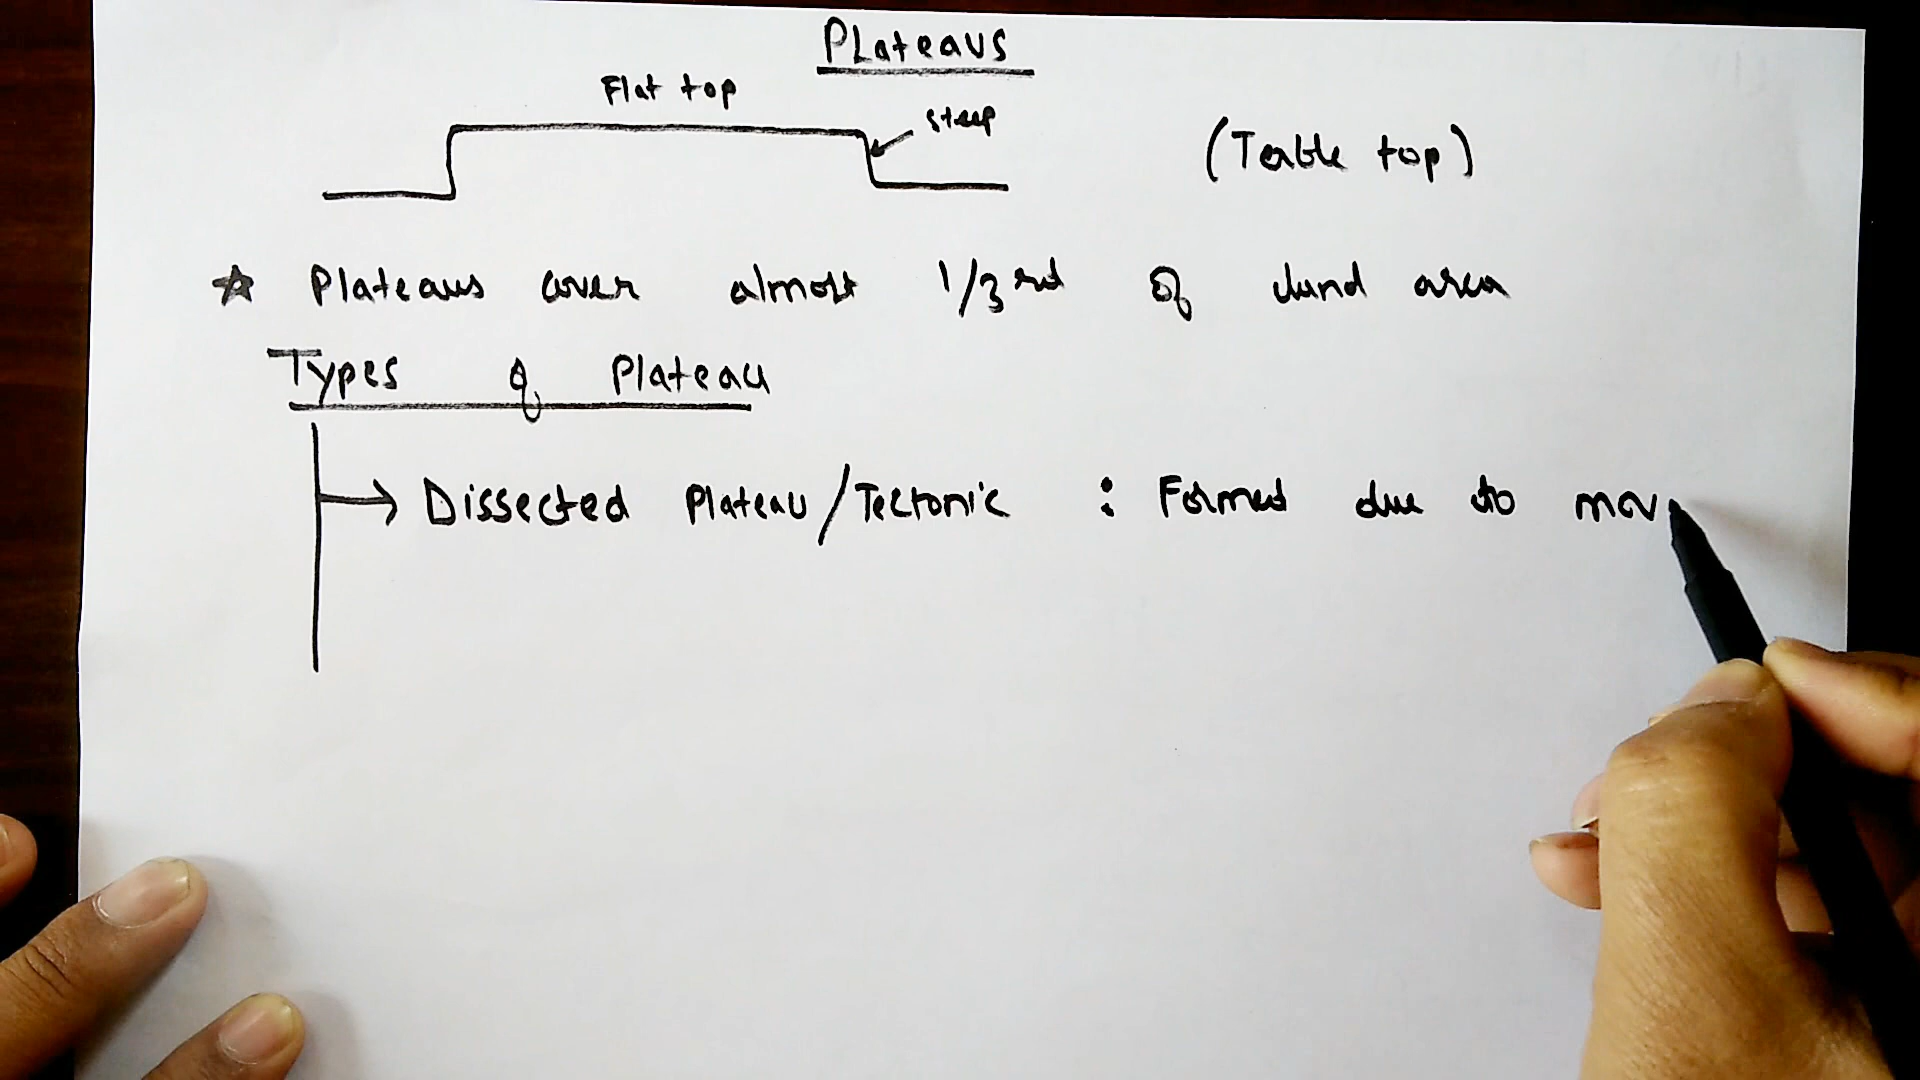 PLateaus
Flat top
steep
(Table top)
☆ Plateaus cover almost 1/3rd of land area
Types of Plateau
→ Dissected Plateau/Tectonic : Formed due to mov